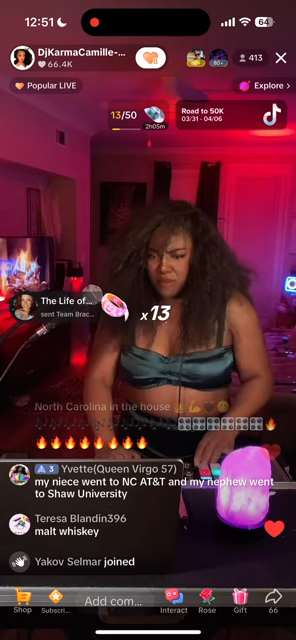 12:51
64
DjKarmaCamille-...
66.4K
60+
413
Popular LIVE
Explore >
13/50
2h05m
Road to 50K
03/31 - 04/06
The Life of...
sent Team Brac...
x13
North Carolina in the house
3 Yvette(Queen Virgo 57)
my niece went to NC AT&T and my nephew went
to Shaw University
Teresa Blandin396
malt whiskey
Yakov Selmar joined
Shop
Subscri...
Add com...
Interact
Rose
Gift
66